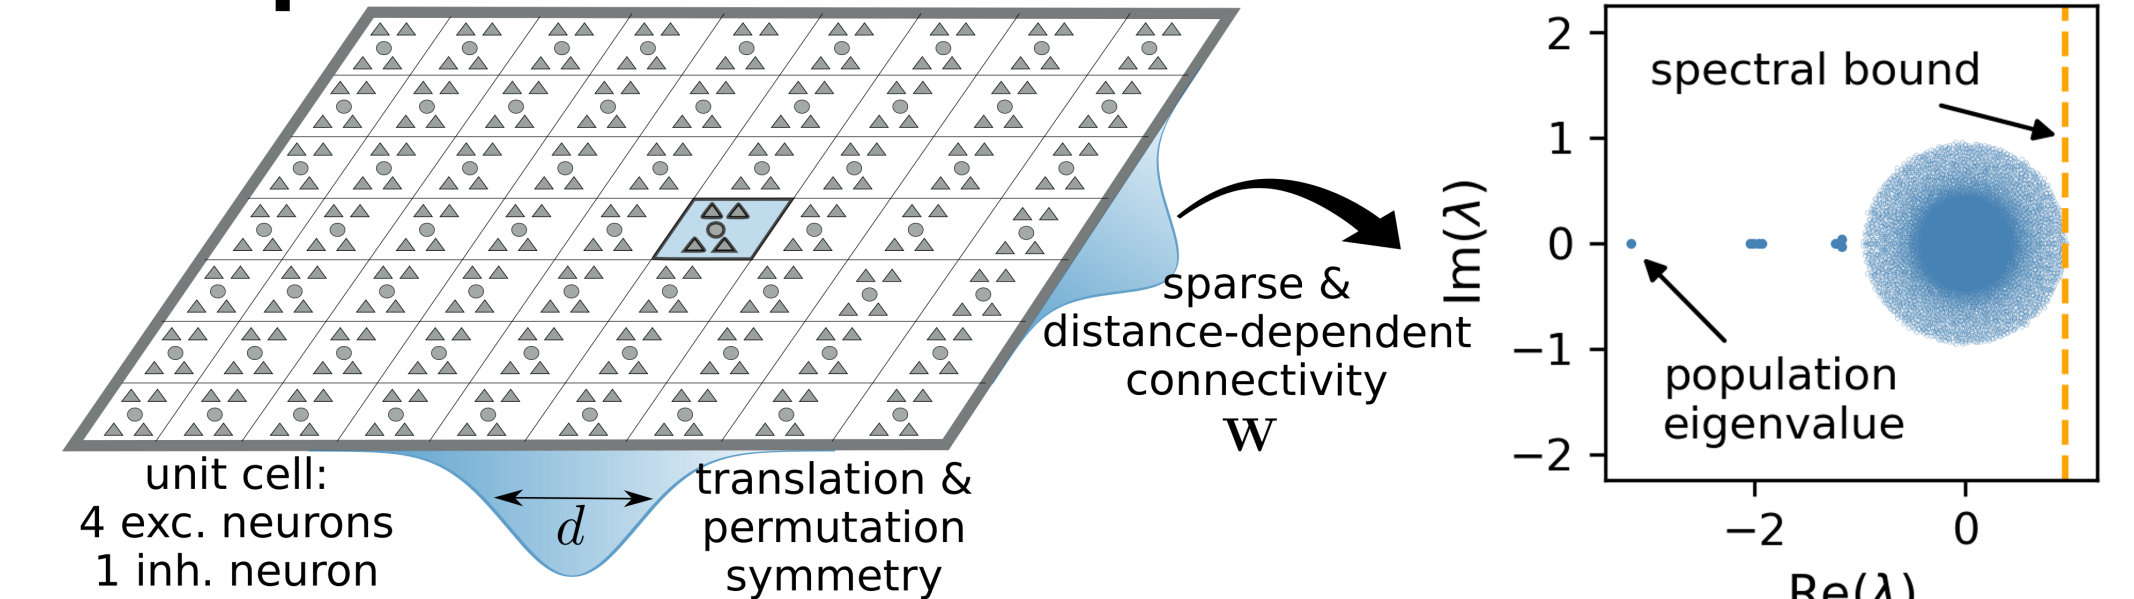 unit cell:
4 exc. neurons
1 inh. neuron
d
translation &
permutation
symmetry
sparse &
distance-dependent
connectivity
W
2
1
0
−1
−2
Im(λ)
spectral bound
population
eigenvalue
−2
0
Re(λ)